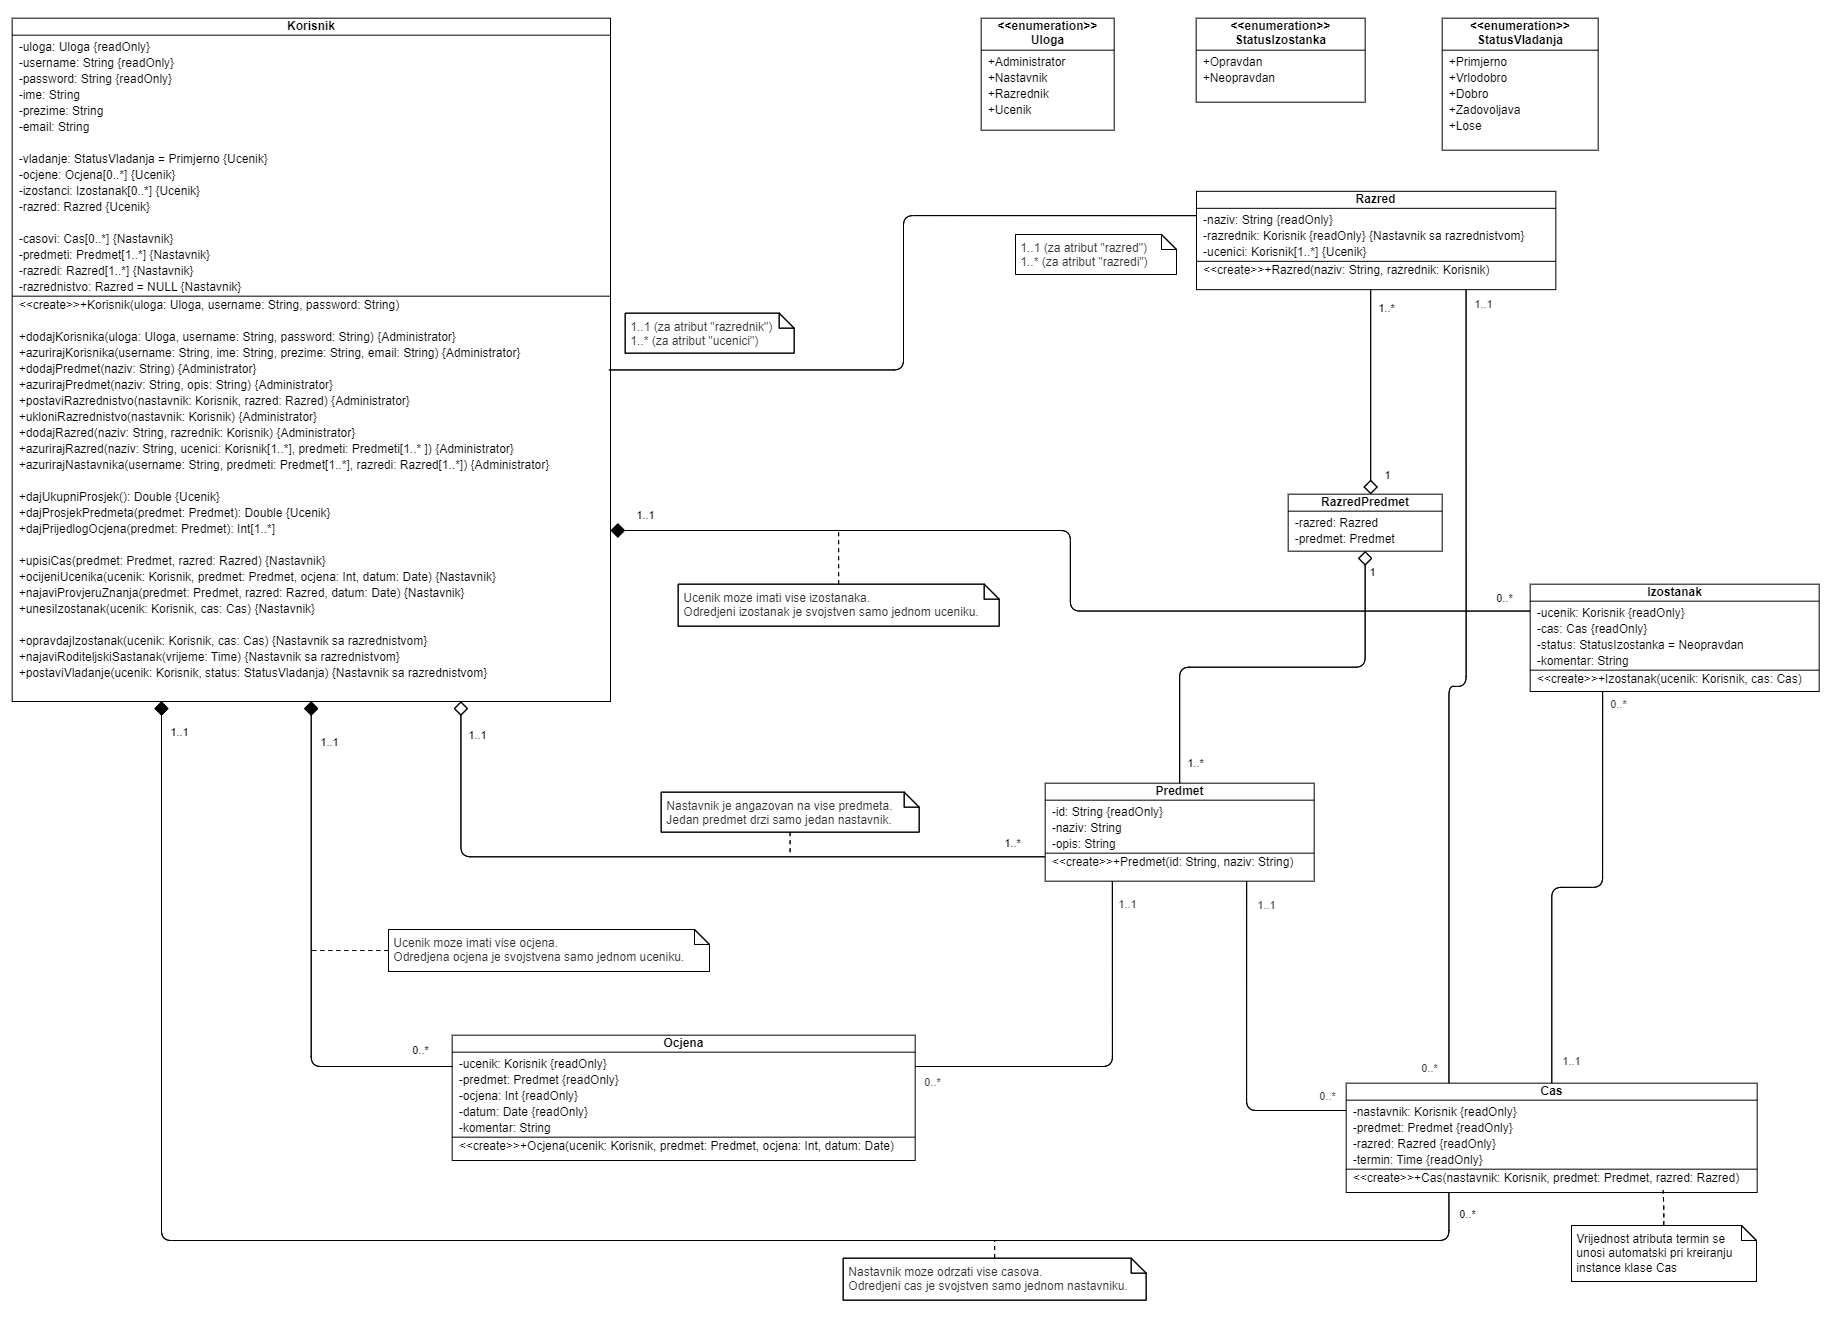 Korisnik
-uloga: Uloga {readOnly}
-username: String {readOnly}
-password: String {readOnly}
-ime: String
-prezime: String
-email: String
-vladanje: StatusVladanja = Primjerno {Ucenik}
-ocjene: Ocjena[0..*] {Ucenik}
-izostanci: Izostanak[0..*] {Ucenik}
-razred: Razred {Ucenik}
-casovi: Cas[0..*] {Nastavnik}
-predmeti: Predmet[1..*] {Nastavnik}
-razredi: Razred[1..*] {Nastavnik}
-razrednistvo: Razred = NULL {Nastavnik}
<<create>>+Korisnik(uloga: Uloga, username: String, password: String)
+dodajKorisnika(uloga: Uloga, username: String, password: String) {Administrator}
+azurirajKorisnika(username: String, ime: String, prezime: String, email: String) {Administrator}
+dodajPredmet(naziv: String) {Administrator}
+azurirajPredmet(naziv: String, opis: String) {Administrator}
+postaviRazrednistvo(nastavnik: Korisnik, razred: Razred) {Administrator}
+ukloniRazrednistvo(nastavnik: Korisnik) {Administrator}
+dodajRazred(naziv: String, razrednik: Korisnik) {Administrator}
+azurirajRazred(naziv: String, ucenici: Korisnik[1..*], predmeti: Predmeti[1..* ]) {Administrator}
+azurirajNastavnika(username: String, predmeti: Predmet[1..*], razredi: Razred[1..*]) {Administrator}
+dajUkupniProsjek(): Double {Ucenik}
+dajProsjekPredmeta(predmet: Predmet): Double {Ucenik}
+dajPrijedlogOcjena(predmet: Predmet): Int[1..*]
+upisiCas(predmet: Predmet, razred: Razred) {Nastavnik}
+ocijeniUcenika(ucenik: Korisnik, predmet: Predmet, ocjena: Int, datum: Date) {Nastavnik}
+najaviProvjeruZnanja(predmet: Predmet, razred: Razred, datum: Date) {Nastavnik}
+unesiIzostanak(ucenik: Korisnik, cas: Cas) {Nastavnik}
+opravdajIzostanak(ucenik: Korisnik, cas: Cas) {Nastavnik sa razrednistvom}
+najaviRoditeljskiSastanak(vrijeme: Time) {Nastavnik sa razrednistvom}
+postaviVladanje(ucenik: Korisnik, status: StatusVladanja) {Nastavnik sa razrednistvom}
<<enumeration>>
Uloga
+Administrator
+Nastavnik
+Razrednik
+Ucenik
<<enumeration>>
StatusIzostanka
+Opravdan
+Neopravdan
<<enumeration>>
StatusVladanja
+Primjerno
+Vrlodobro
+Dobro
+Zadovoljava
+Lose
Razred
-naziv: String {readOnly}
-razrednik: Korisnik {readOnly} {Nastavnik sa razrednistvom}
-ucenici: Korisnik[1..*] {Ucenik}
<<create>>+Razred(naziv: String, razrednik: Korisnik)
1..1 (za atribut "razred")
1..* (za atribut "razredi")
1..1 (za atribut "razrednik")
1..* (za atribut "ucenici")
1..*
1..1
1
RazredPredmet
-razred: Razred
-predmet: Predmet
1
1..1
Ucenik moze imati vise izostanaka.
Odredjeni izostanak je svojstven samo jednom uceniku.
0..*
Izostanak
-ucenik: Korisnik {readOnly}
-cas: Cas {readOnly}
-status: StatusIzostanka = Neopravdan
-komentar: String
<<create>>+Izostanak(ucenik: Korisnik, cas: Cas)
0..*
1..1
1..1
1..1
1..*
Nastavnik je angazovan na vise predmeta.
Jedan predmet drzi samo jedan nastavnik.
1..*
Predmet
-id: String {readOnly}
-naziv: String
-opis: String
<<create>>+Predmet(id: String, naziv: String)
1..1
1..1
Ucenik moze imati vise ocjena.
Odredjena ocjena je svojstvena samo jednom uceniku.
0..*
Ocjena
-ucenik: Korisnik {readOnly}
-predmet: Predmet {readOnly}
-ocjena: Int {readOnly}
-datum: Date {readOnly}
-komentar: String
<<create>>+Ocjena(ucenik: Korisnik, predmet: Predmet, ocjena: Int, datum: Date)
0..*
0..*
1..1
0..*
Cas
-nastavnik: Korisnik {readOnly}
-predmet: Predmet {readOnly}
-razred: Razred {readOnly}
-termin: Time {readOnly}
<<create>>+Cas(nastavnik: Korisnik, predmet: Predmet, razred: Razred)
0..*
Vrijednost atributa termin se
unosi automatski pri kreiranju
instance klase Cas
Nastavnik moze odrzati vise casova.
Odredjeni cas je svojstven samo jednom nastavniku.